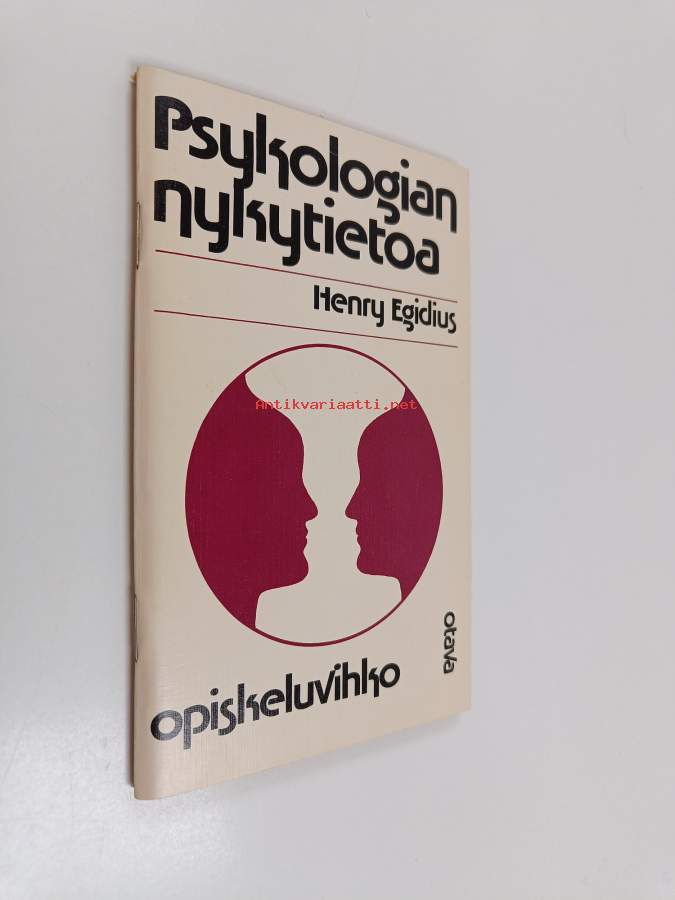 Psykologian
nykytietoa
Henry Egidius
Antikvariaatti.net
otava
opiskeluvihko